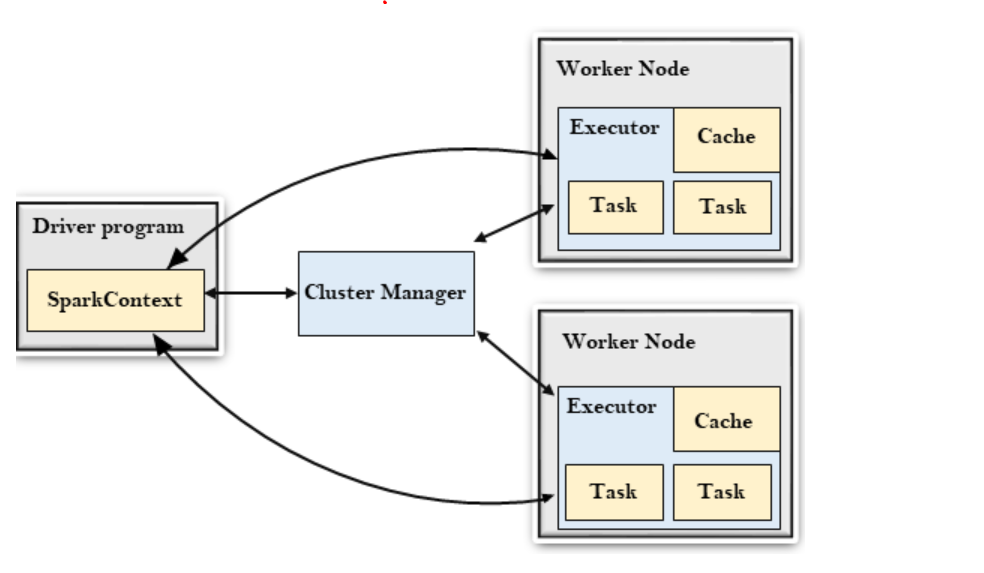 Worker Node
Executor
Cache
Task
Task
Driver program
SparkContext
Cluster Manager
Worker Node
Executor
Cache
Task
Task